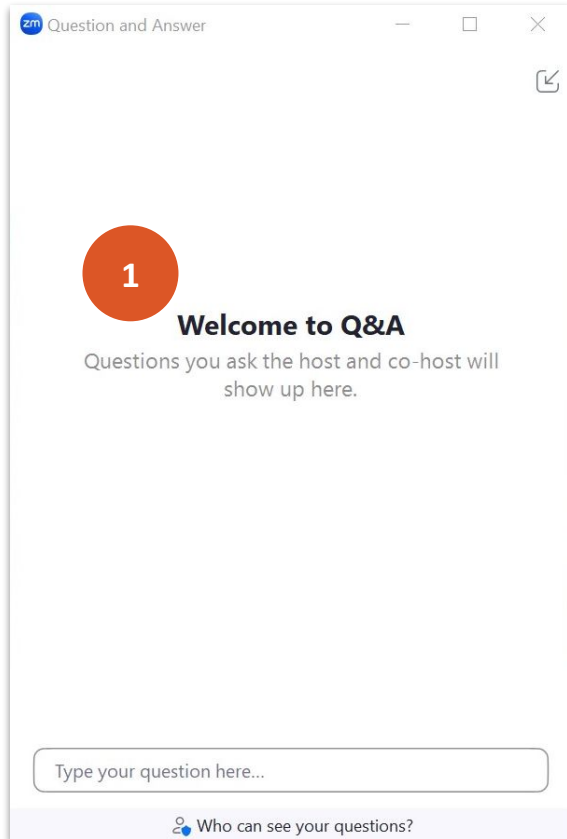 zm Question and Answer
1
Welcome to Q&A
Questions you ask the host and co-host will
show up here.
Type your question here...
Who can see your questions?